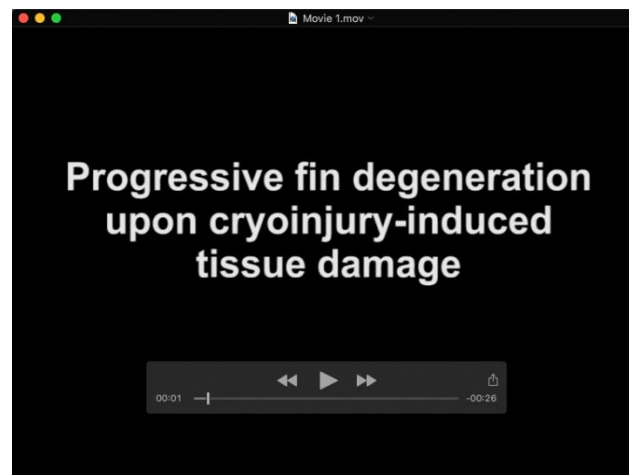 Movie 1.mov
Progressive fin degeneration
upon cryoinjury-induced
tissue damage
00:01
-00:26